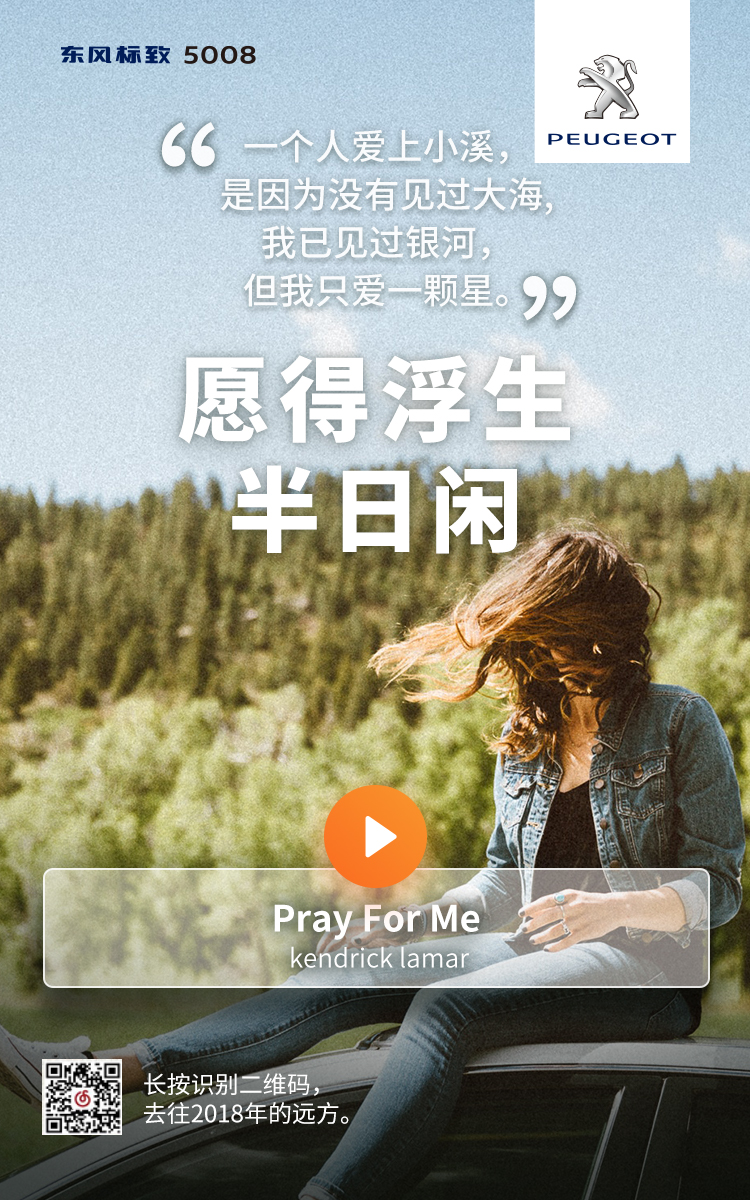 东风标致 5008
PEUGEOT
“一个人爱上小溪，
是因为没有见过大海,
我已见过银河，
但我只爱一颗星。”
愿得浮生
半日闲
Pray For Me
kendrick lamar
长按识别二维码，
去往2018年的远方。